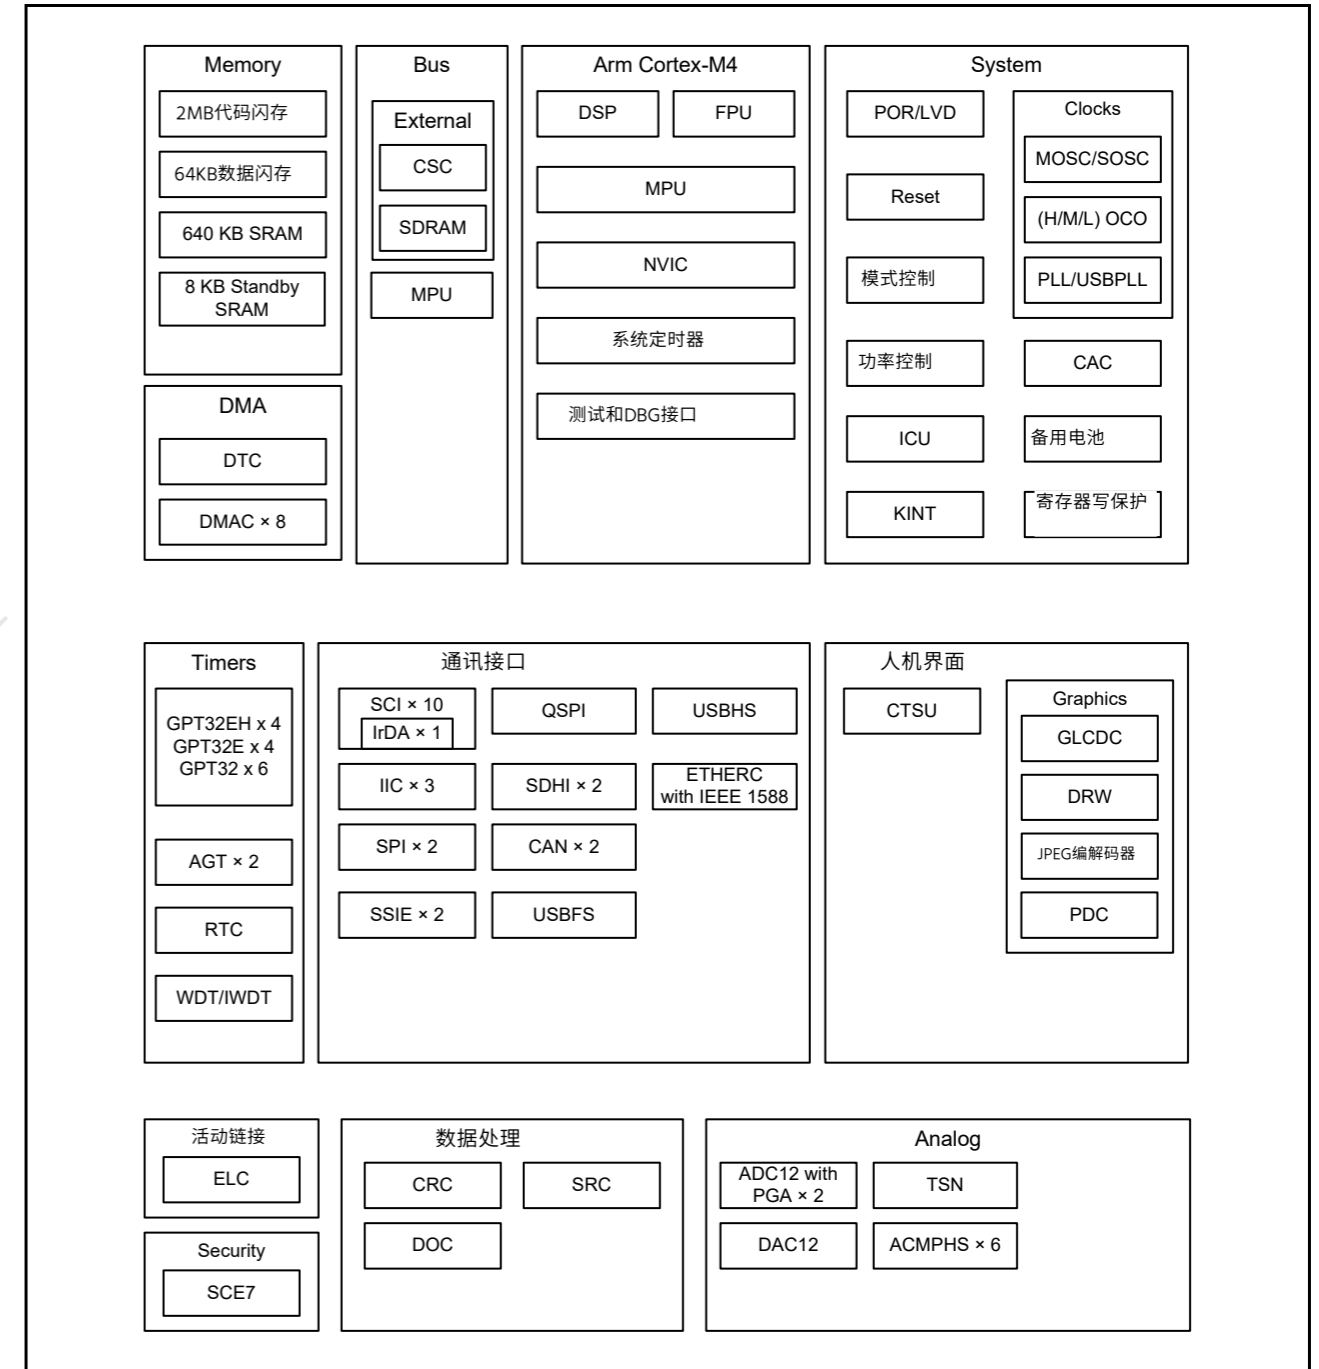 Memory
2MB代码闪存
64KB数据闪存
640 KB SRAM
8 KB Standby
SRAM
DMA
DTC
DMAC × 8
Bus
External
CSC
SDRAM
MPU
Arm Cortex-M4
DSP
FPU
MPU
NVIC
系统定时器
测试和DBG接口
System
POR/LVD
Reset
模式控制
功率控制
ICU
KINT
Clocks
MOSC/SOSC
(H/M/L) OCO
PLL/USBPLL
CAC
备用电池
寄存器写保护
Timers
GPT32EH x 4
GPT32E x 4
GPT32 x 6
AGT × 2
RTC
WDT/IWDT
通讯接口
SCI × 10
IrDA × 1
QSPI
USBHS
IIC × 3
SDHI × 2
ETHERC
with IEEE 1588
SPI × 2
CAN × 2
SSIE × 2
USBFS
人机界面
CTSU
Graphics
GLCDC
DRW
JPEG编解码器
PDC
活动链接
ELC
Security
SCE7
数据处理
CRC
SRC
DOC
Analog
ADC12 with
PGA × 2
TSN
DAC12
ACMPHS × 6